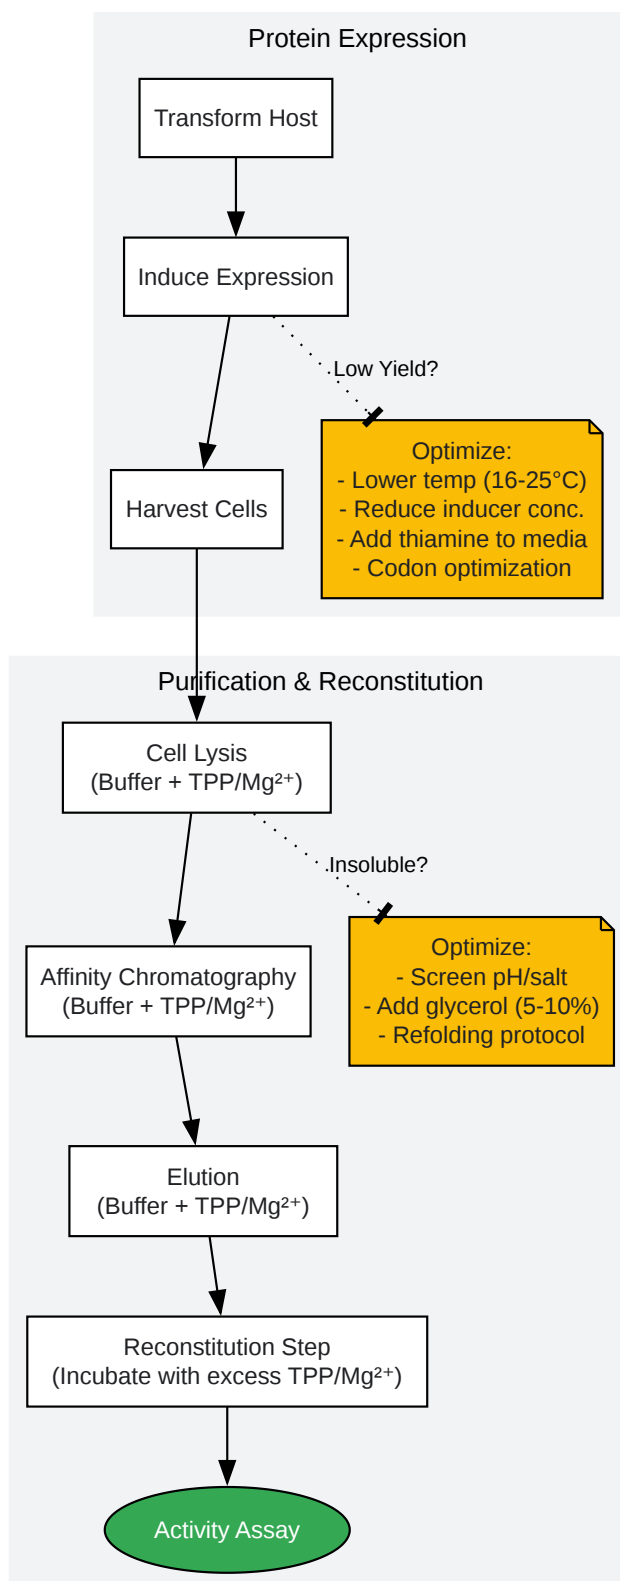 Protein Expression
Transform Host
Induce Expression
Low Yield?
Optimize:
- Lower temp (16-25°C)
- Reduce inducer conc.
- Add thiamine to media
- Codon optimization
Harvest Cells
Purification & Reconstitution
Cell Lysis
(Buffer + TPP/Mg²⁺)
Insoluble?
Optimize:
- Screen pH/salt
- Add glycerol (5-10%)
- Refolding protocol
Affinity Chromatography
(Buffer + TPP/Mg²⁺)
Elution
(Buffer + TPP/Mg²⁺)
Reconstitution Step
(Incubate with excess TPP/Mg²⁺)
Activity Assay